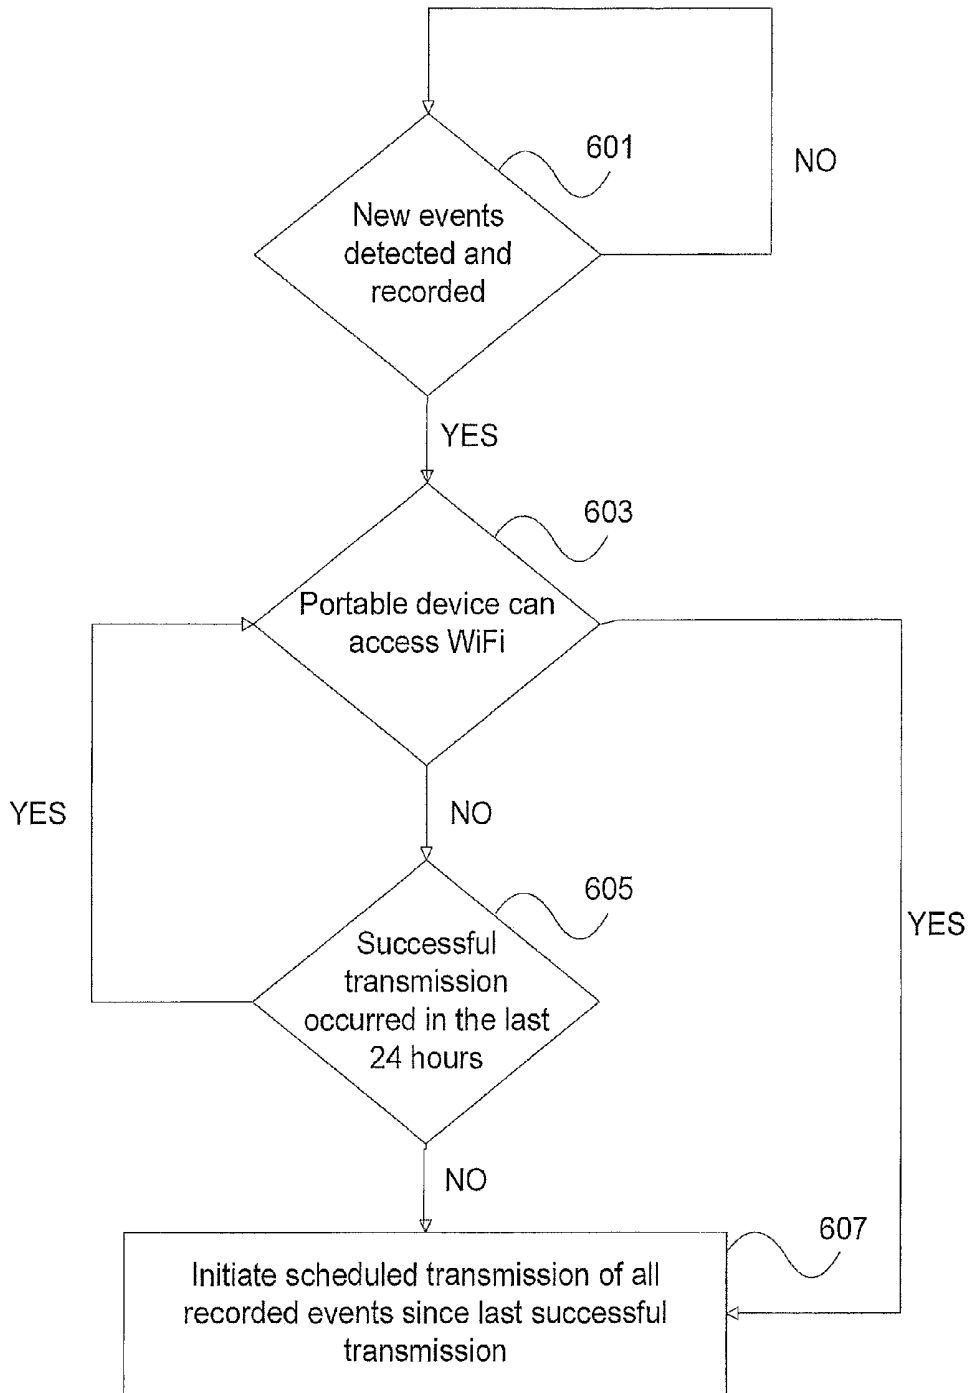 601
NO
New events
detected and
recorded
YES
603
Portable device can
access WiFi
YES
NO
605
YES
Successful
transmission
occurred in the last
24 hours
NO
607
Initiate scheduled transmission of all
recorded events since last successful
transmission